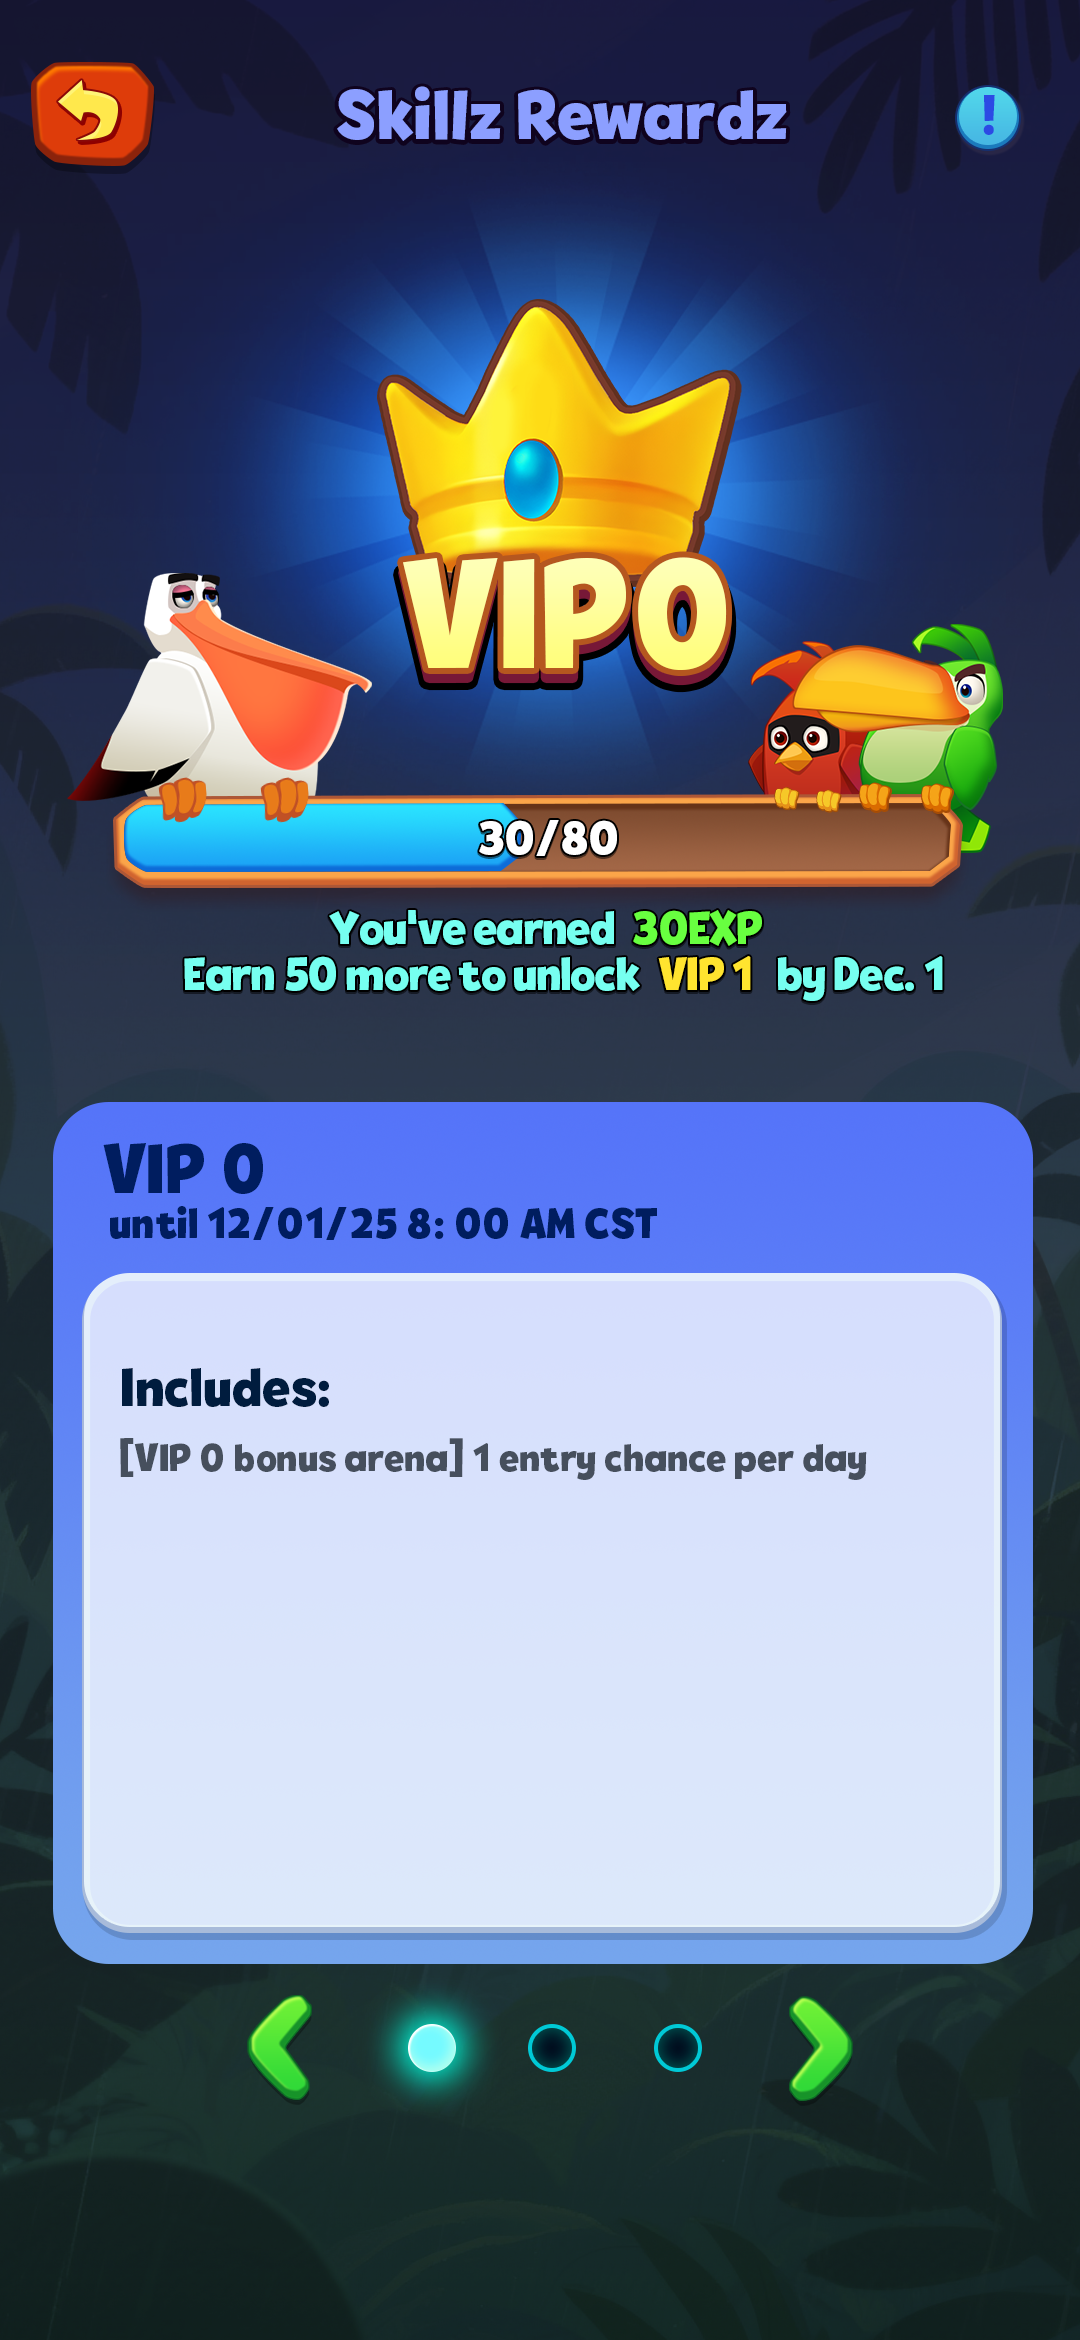 Skillz Rewardz
!
VIP0
30/80
You've earned 30EXP
Earn 50 more to unlock VIP 1 by Dec. 1
VIP 0
until 12/01/25 8: 00 AM CST
Includes:
[VIP 0 bonus arena] 1 entry chance per day